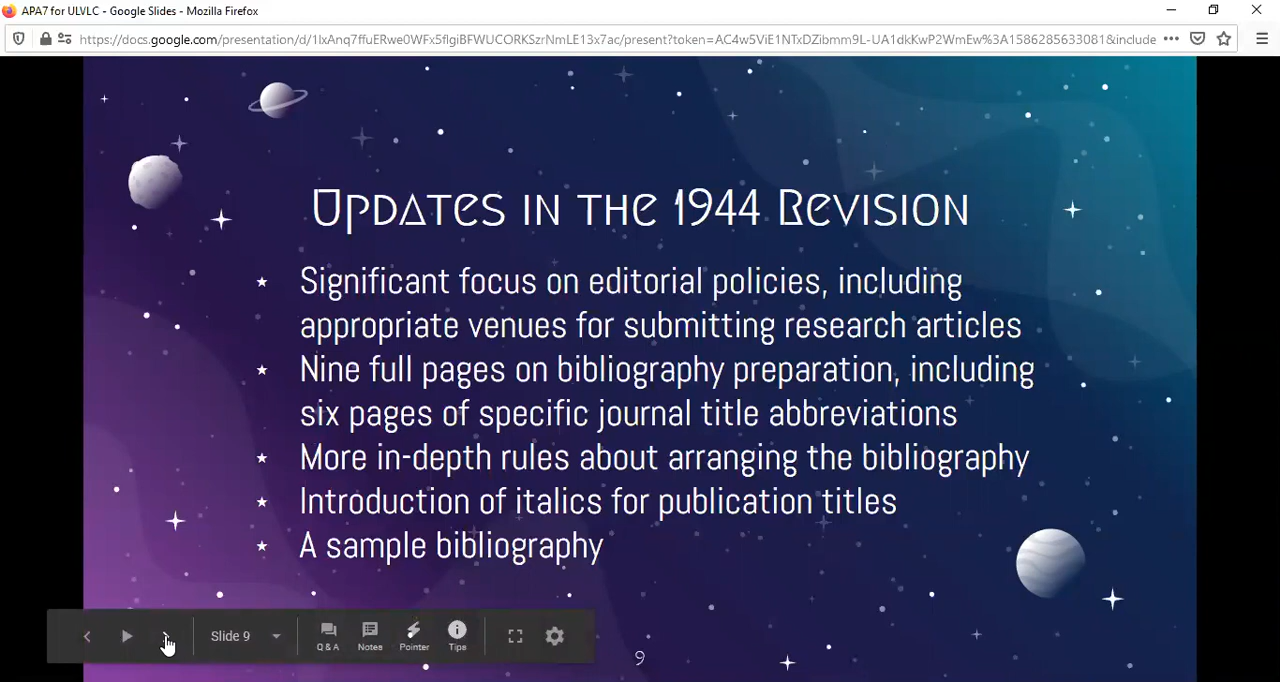 APA7 for ULVLC - Google Slides - Mozilla Firefox
https://docs.google.com/presentation/d/1IxAnq7ffuERwe0WFx5flgiBFWUCORKSzrNmLE13x7ac/present?token=AC4w5ViE1NTxDZibmm9L-UA1dkKwP2WmEw%3A1586285633081&include
Updates in the 1944 Revision
Significant focus on editorial policies, including
appropriate venues for submitting research articles
Nine full pages on bibliography preparation, including
six pages of specific journal title abbreviations
More in-depth rules about arranging the bibliography
Introduction of italics for publication titles
A sample bibliography
Slide 9
Q & A
Notes
Pointer
Tips
9